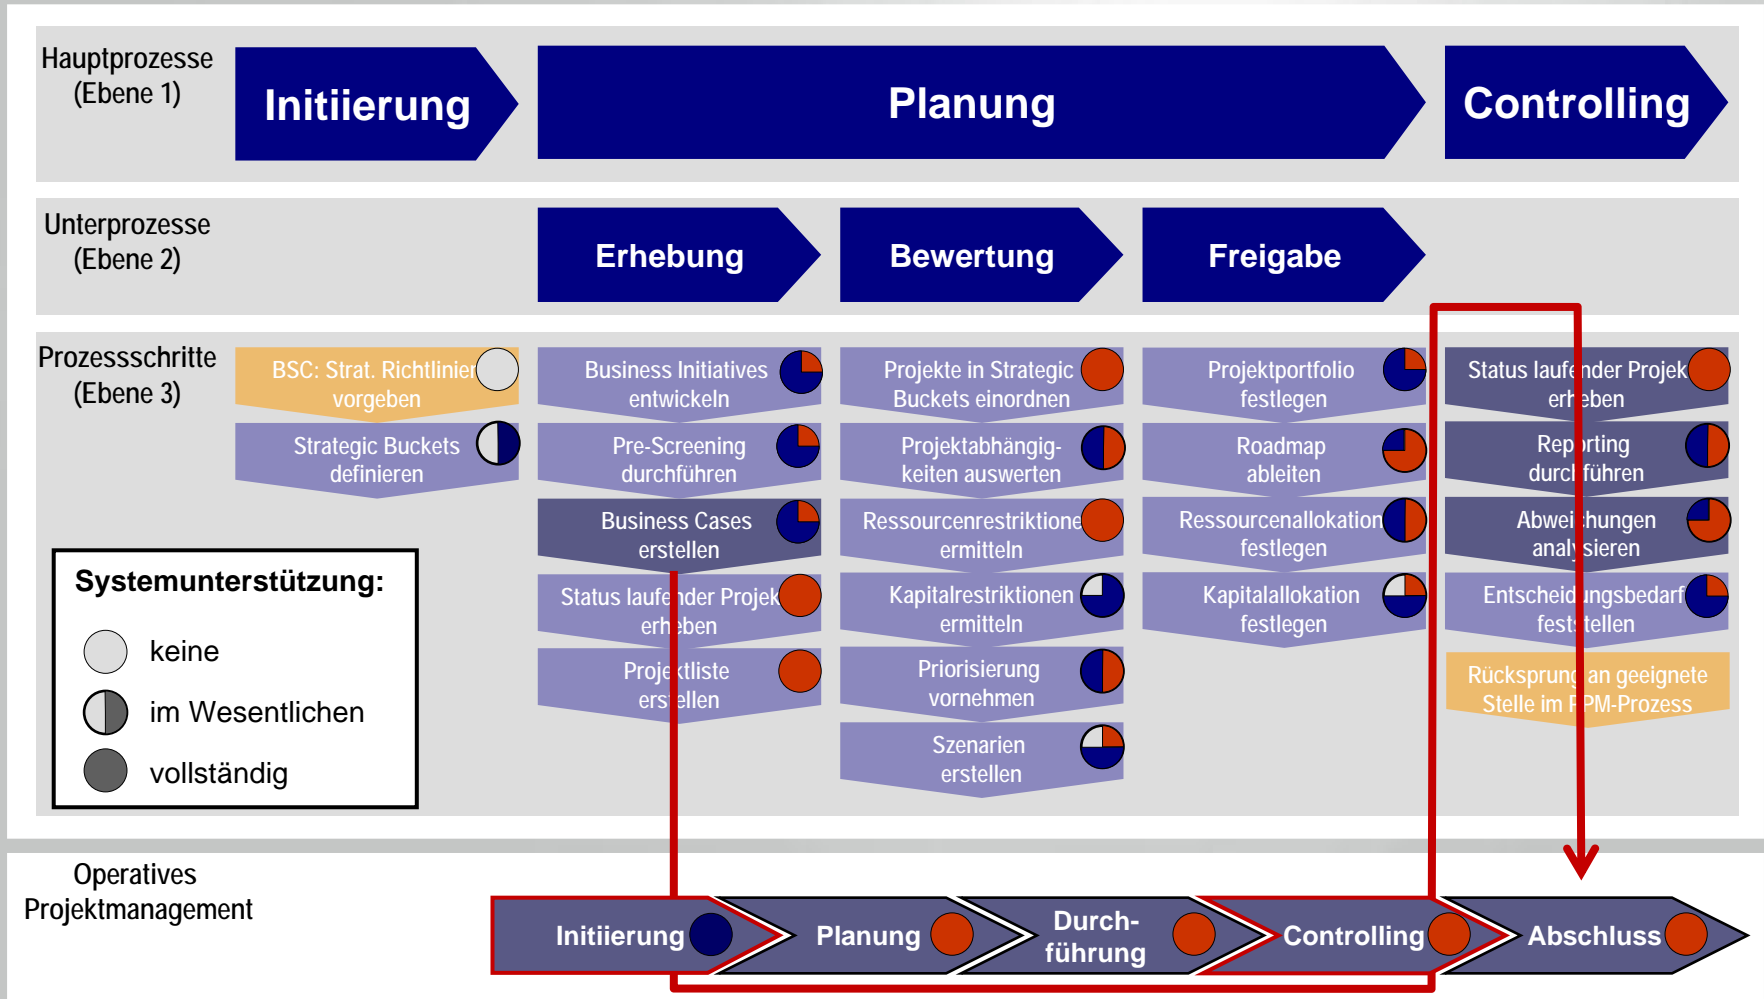 Hauptprozesse
(Ebene 1)
Initiierung
Planung
Controlling
Unterprozesse
(Ebene 2)
Erhebung
Bewertung
Freigabe
Prozessschritte
(Ebene 3)
BSC: Strat. Richtlinien
vorgeben
Strategic Buckets
definieren
Business Initiatives
entwickeln
Pre-Screening
durchführen
Business Cases
erstellen
Status laufender Projek
erheben
Projektliste
erstellen
Projekte in Strategic
Buckets einordnen
Projektabhängig-
keiten auswerten
Ressourcenrestriktione
ermitteln
Kapitalrestriktionen
ermitteln
Priorisierung
vornehmen
Szenarien
erstellen
Projektportfolio
festlegen
Roadmap
ableiten
Ressourcenallokation
festlegen
Kapitalallokation
festlegen
Status laufender Projek
erheben
Reporting
durchführen
Abweichungen
analysieren
Entscheidungsbedarf
feststellen
Rücksprung an geeignete
Stelle im PPM-Prozess
Systemunterstützung:
keine
im Wesentlichen
vollständig
Operatives
Projektmanagement
Initiierung
Planung
Durch-
führung
Controlling
Abschluss